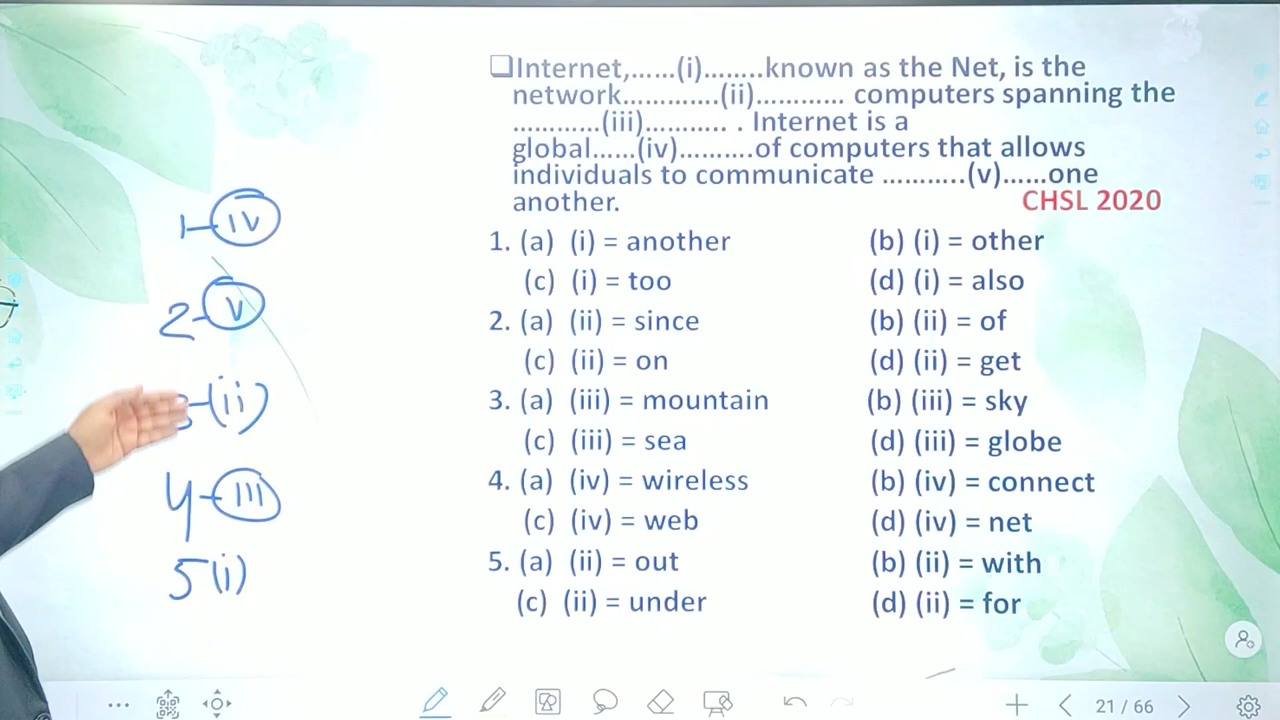 ❑Internet,......(i)........known as the Net, is the
network.............(ii)............ computers spanning the
............(iii)........... . Internet is a
global......(iv)..........of computers that allows
individuals to communicate ...........(v)......one
another.
CHSL 2020
1. (a) (i) = another (b) (i) = other
(c) (i) = too (d) (i) = also
2. (a) (ii) = since (b) (ii) = of
(c) (ii) = on (d) (ii) = get
3. (a) (iii) = mountain (b) (iii) = sky
(c) (iii) = sea (d) (iii) = globe
4. (a) (iv) = wireless (b) (iv) = connect
(c) (iv) = web (d) (iv) = net
5. (a) (ii) = out (b) (ii) = with
(c) (ii) = under (d) (ii) = for
1-iv
2-v
-(ii)
4-iii
5(i)
21 / 66